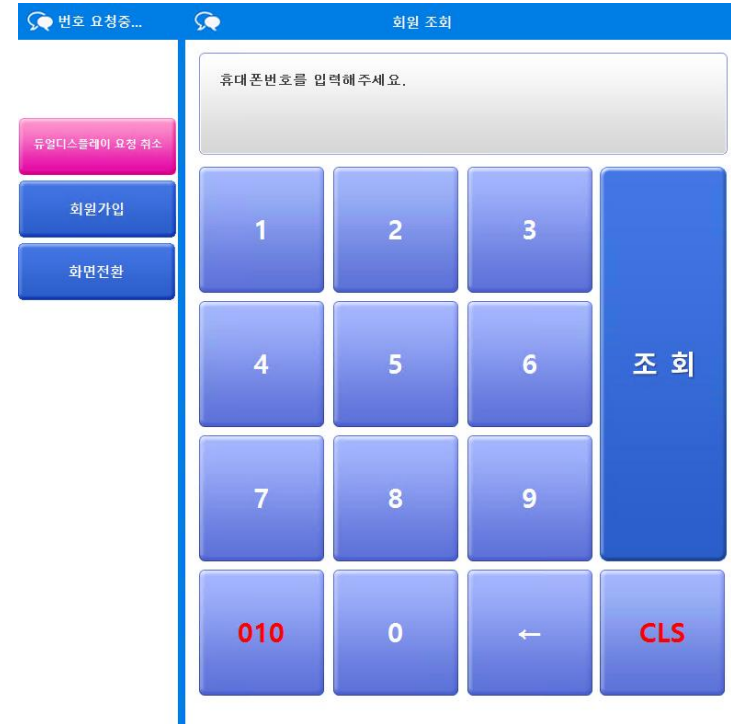 번호 요청중...
회원 조회
듀얼디스플레이 요청 취소
회원가입
화면전환
휴대폰번호를 입력해주세요.
1 2 3
4 5 6 조 회
7 8 9
010 0 ← CLS